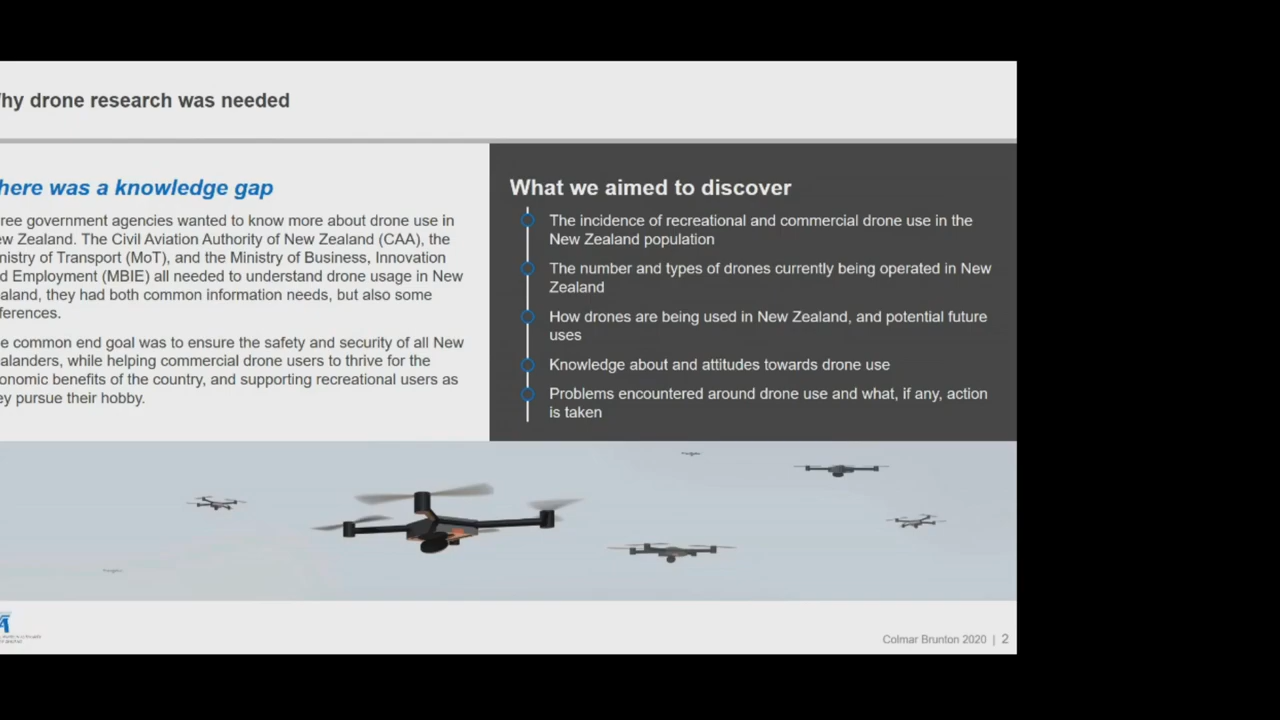 hy drone research was needed
here was a knowledge gap
ree government agencies wanted to know more about drone use in
ew Zealand. The Civil Aviation Authority of New Zealand (CAA), the
nistry of Transport (MoT), and the Ministry of Business, Innovation
d Employment (MBIE) all needed to understand drone usage in New
aland, they had both common information needs, but also some
ferences.
e common end goal was to ensure the safety and security of all New
alanders, while helping commercial drone users to thrive for the
onomic benefits of the country, and supporting recreational users as
ey pursue their hobby.
What we aimed to discover
The incidence of recreational and commercial drone use in the
New Zealand population
The number and types of drones currently being operated in New
Zealand
How drones are being used in New Zealand, and potential future
uses
Knowledge about and attitudes towards drone use
Problems encountered around drone use and what, if any, action
is taken
Colmar Brunton 2020 | 2